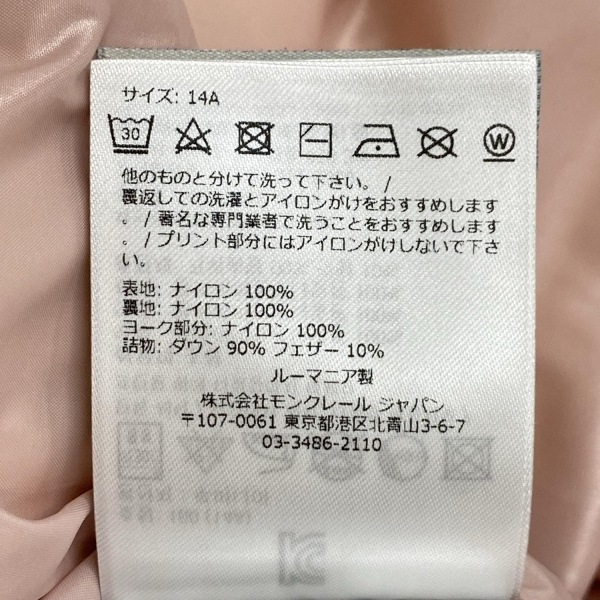 サイズ: 14A
30
W
他のものと分けて洗って下さい。 /
裏返しての洗濯とアイロンがけをおすすめします
。 / 著名な専門業者で洗うことをおすすめします
。 / プリント部分にはアイロンがけしないで下さ
い。
表地: ナイロン 100%
裏地: ナイロン 100%
ヨーク部分: ナイロン 100%
詰物: ダウン 90% フェザー 10%
ルーマニア製
株式会社モンクレール ジャパン
〒107-0061 東京都港区北青山3-6-7
03-3486-2110